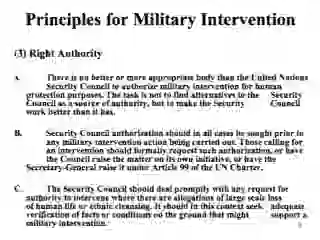 Principles for Military Intervention
(3) Right Authority
A. There is no better or more appropriate body than the United Nations
Security Council to authorize military intervention for human
protection purposes. The task is not to find alternatives to the Security
Council as a source of authority, but to make the Security Council
work better than it has.
B. Security Council authorization should in all cases be sought prior to
any military intervention action being carried out. Those calling for
an intervention should formally request such authorization, or have
the Council raise the matter on its own initiative, or have the
Secretary-General raise it under Article 99 of the UN Charter.
C. The Security Council should deal promptly with any request for
authority to intervene where there are allegations of large scale loss
of human life or ethnic cleansing. It should in this context seek adequate
verification of facts or conditions on the ground that might support a
military intervention.